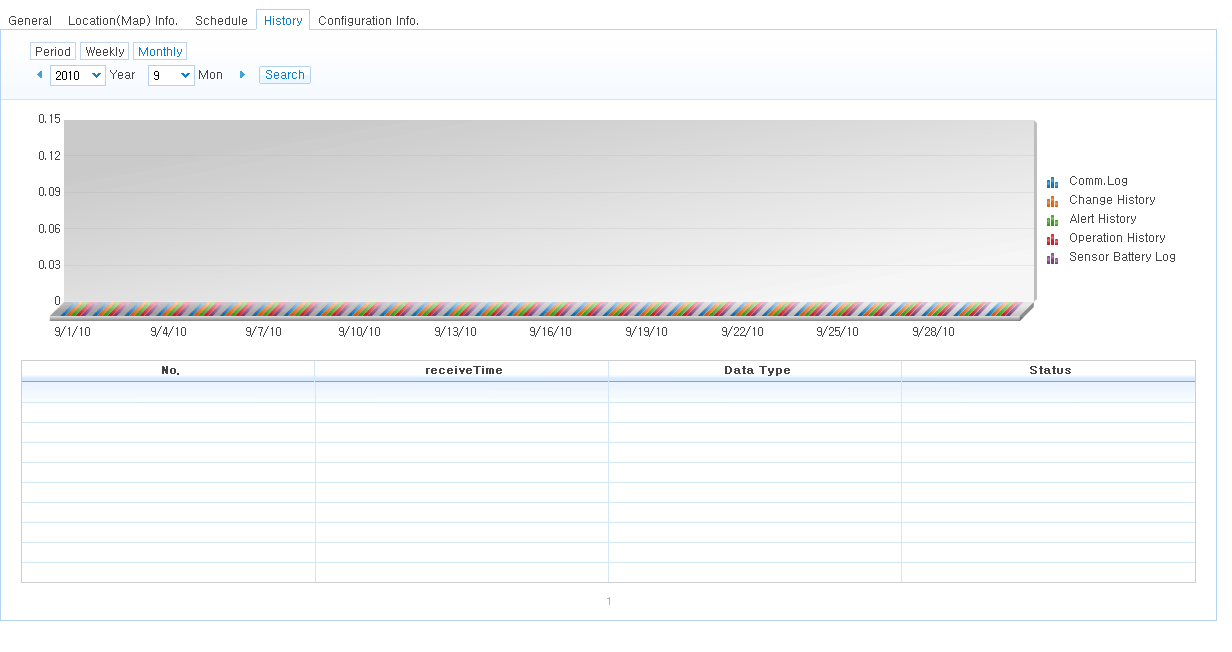 General Location(Map) Info. Schedule History Configuration Info.
Period Weekly Monthly
2010 Year 9 Mon Search
0.15
0.12
0.09
0.06
0.03
0
9/1/10 9/4/10 9/7/10 9/10/10 9/13/10 9/16/10 9/19/10 9/22/10 9/25/10 9/28/10
Comm.Log
Change History
Alert History
Operation History
Sensor Battery Log
No. receiveTime Data Type Status
1